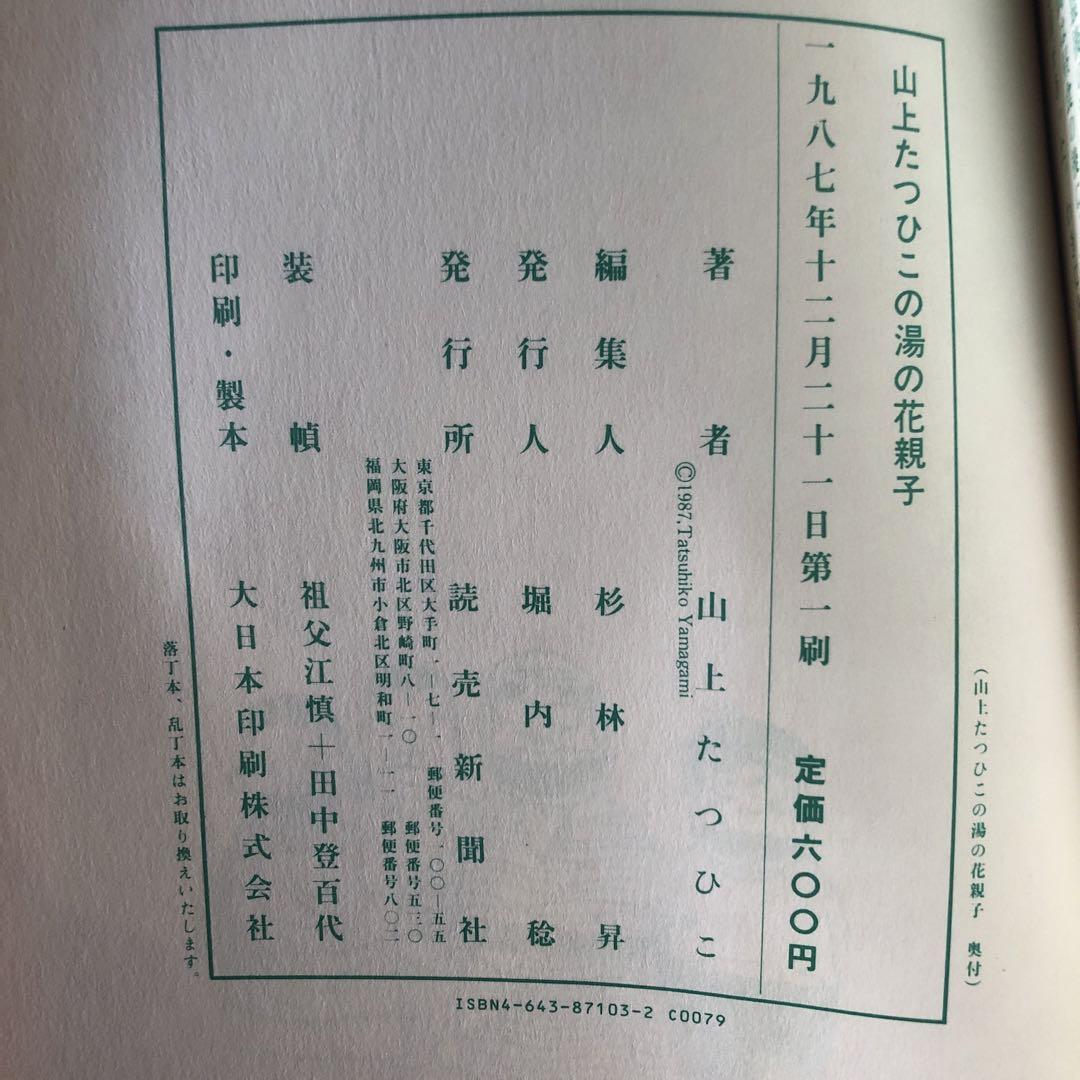 (山上たつひこの湯の花親子　奥付)
山上たつひこの湯の花親子
一九八七年十二月二十一日第一刷　定価六〇〇円
著者　山上たつひこ
©1987.Tatsuhiko Yamagami
編集人　杉林昇
発行人　堀内稔
発行所　読売新聞社
東京都千代田区大手町一―七―一　郵便番号一〇〇―五五
大阪府大阪市北区野崎町八―一〇　郵便番号五三〇
福岡県北九州市小倉北区明和町一―一一　郵便番号八〇二
装幀　祖父江慎＋田中登百代
印刷・製本　大日本印刷株式会社
落丁本、乱丁本はお取り換えいたします。
ISBN4-643-87103-2 C0079